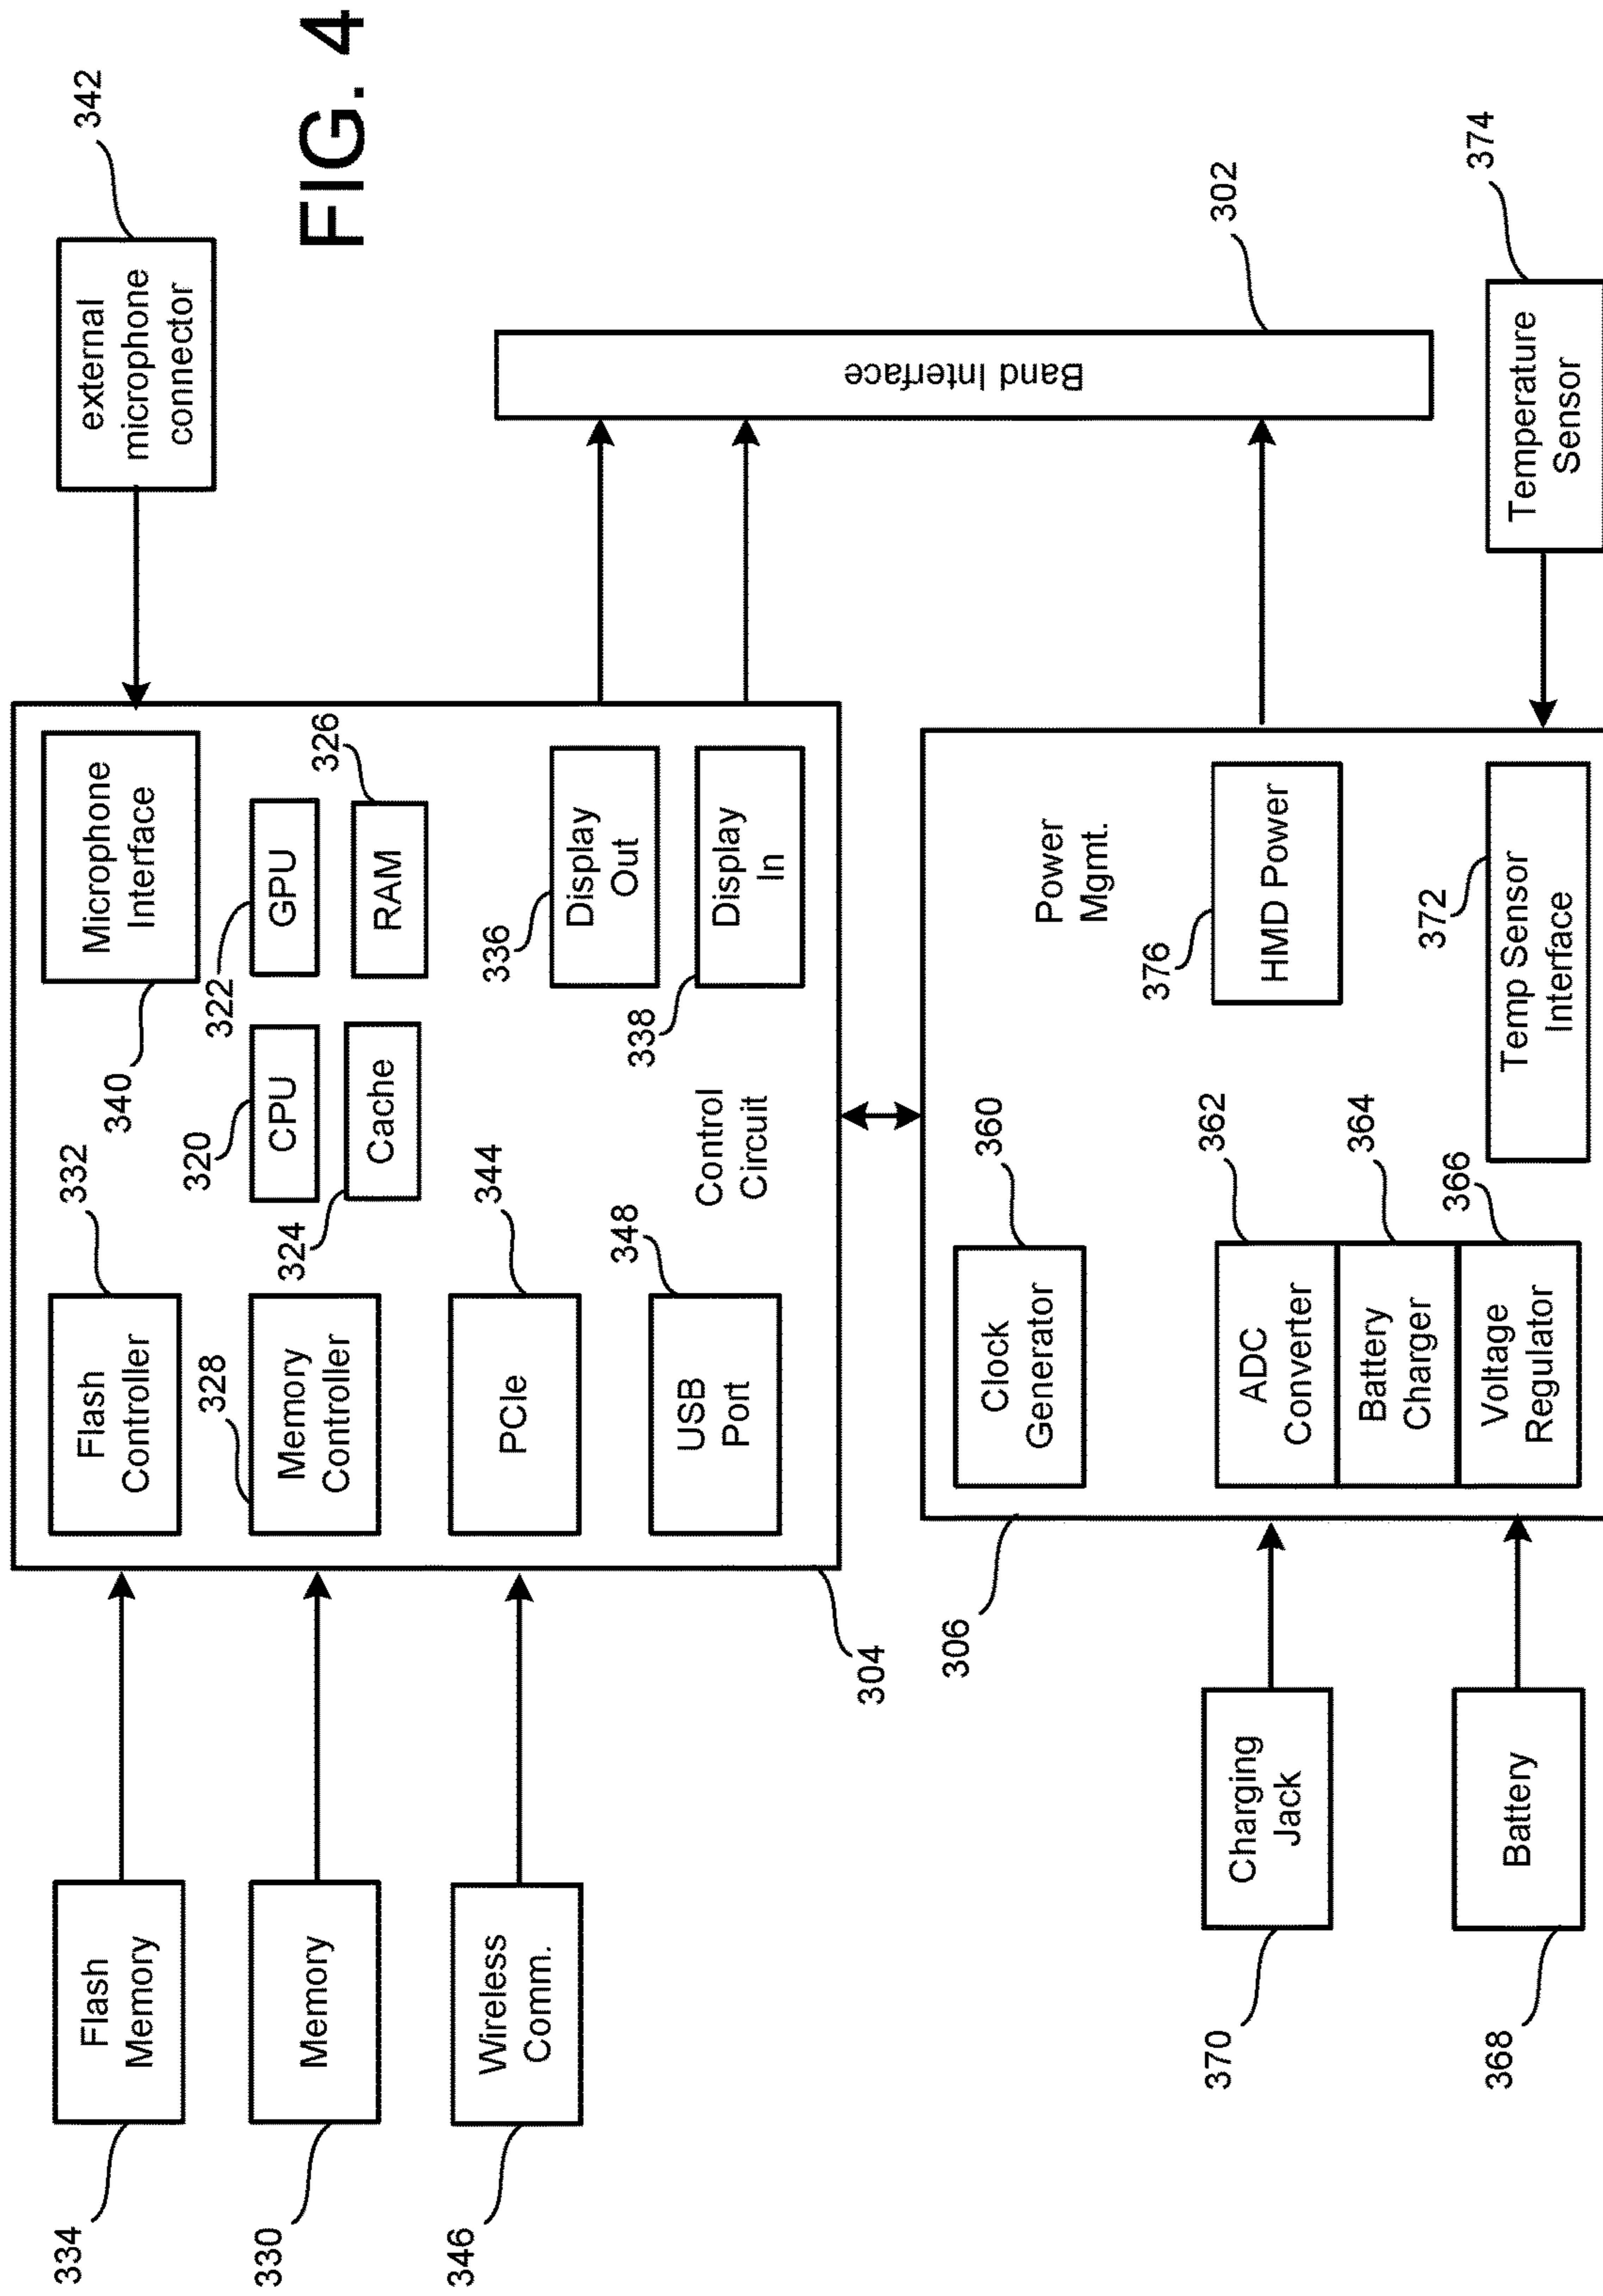 334
Flash
Memory
330
Memory
346
Wireless
Comm.
304
332
Flash
Controller
328
Memory
Controller
344
PCIe
348
USB
Port
320
CPU
324
Cache
322
GPU
326
RAM
340
Microphone
Interface
336
Display
Out
338
Display
In
Control
Circuit
342
external
microphone
connector
FIG. 4
Band Interface
302
306
360
Clock
Generator
Power
Mgmt.
362
ADC
Converter
364
Battery
Charger
366
Voltage
Regulator
376
HMD Power
372
Temp Sensor
Interface
370
Charging
Jack
368
Battery
374
Temperature
Sensor